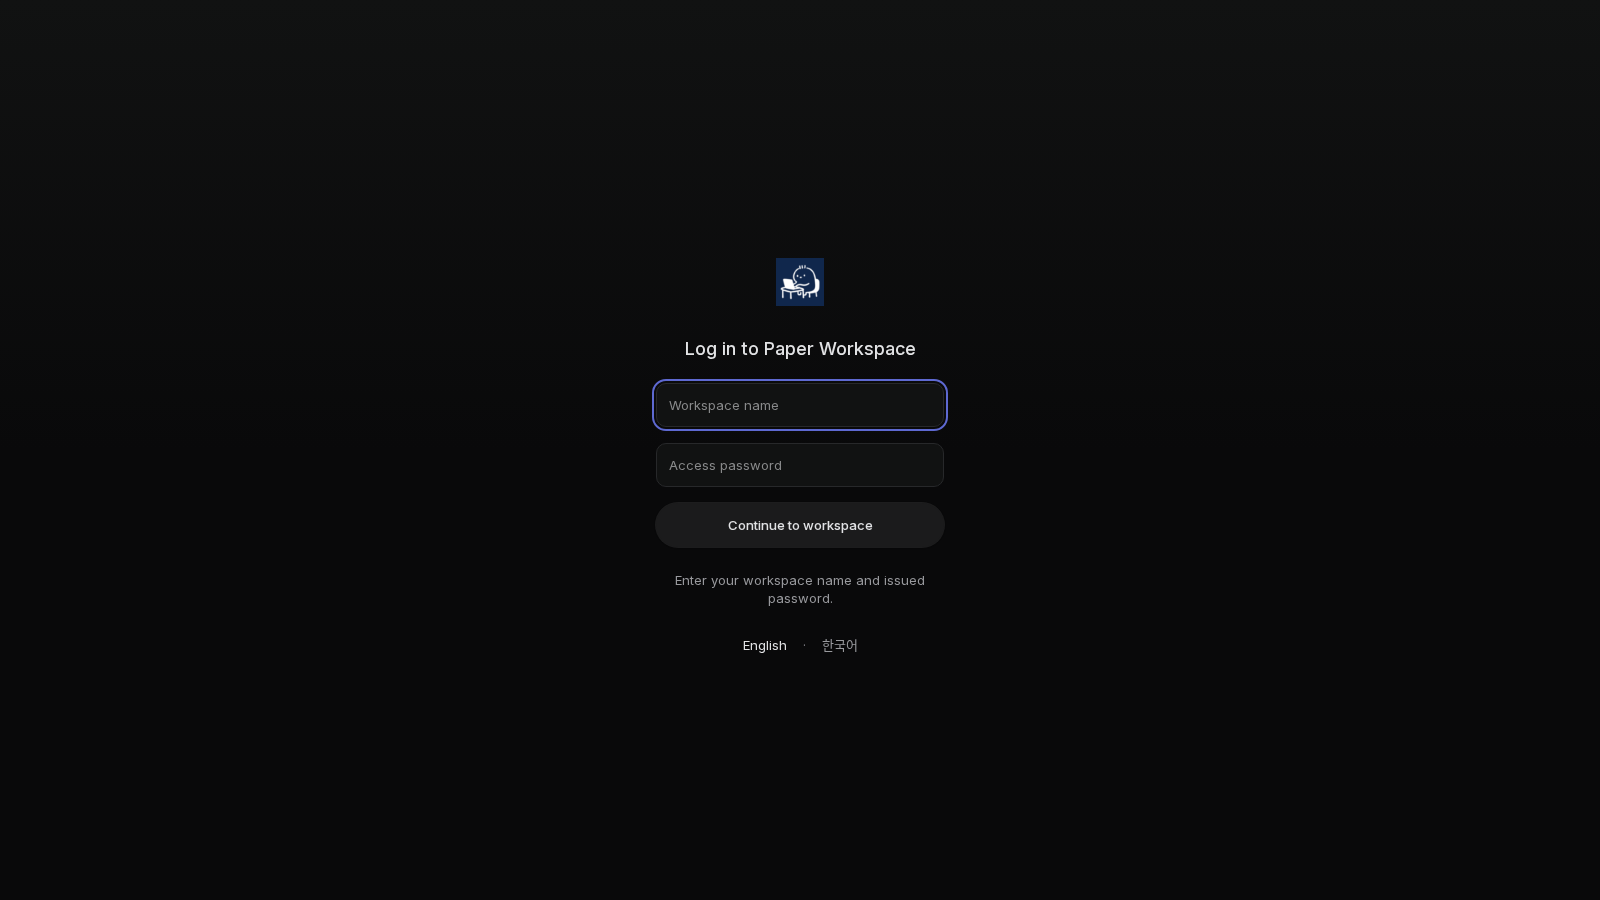 Log in to Paper Workspace
Workspace name
Access password
Continue to workspace
Enter your workspace name and issued
password.
English · 한국어